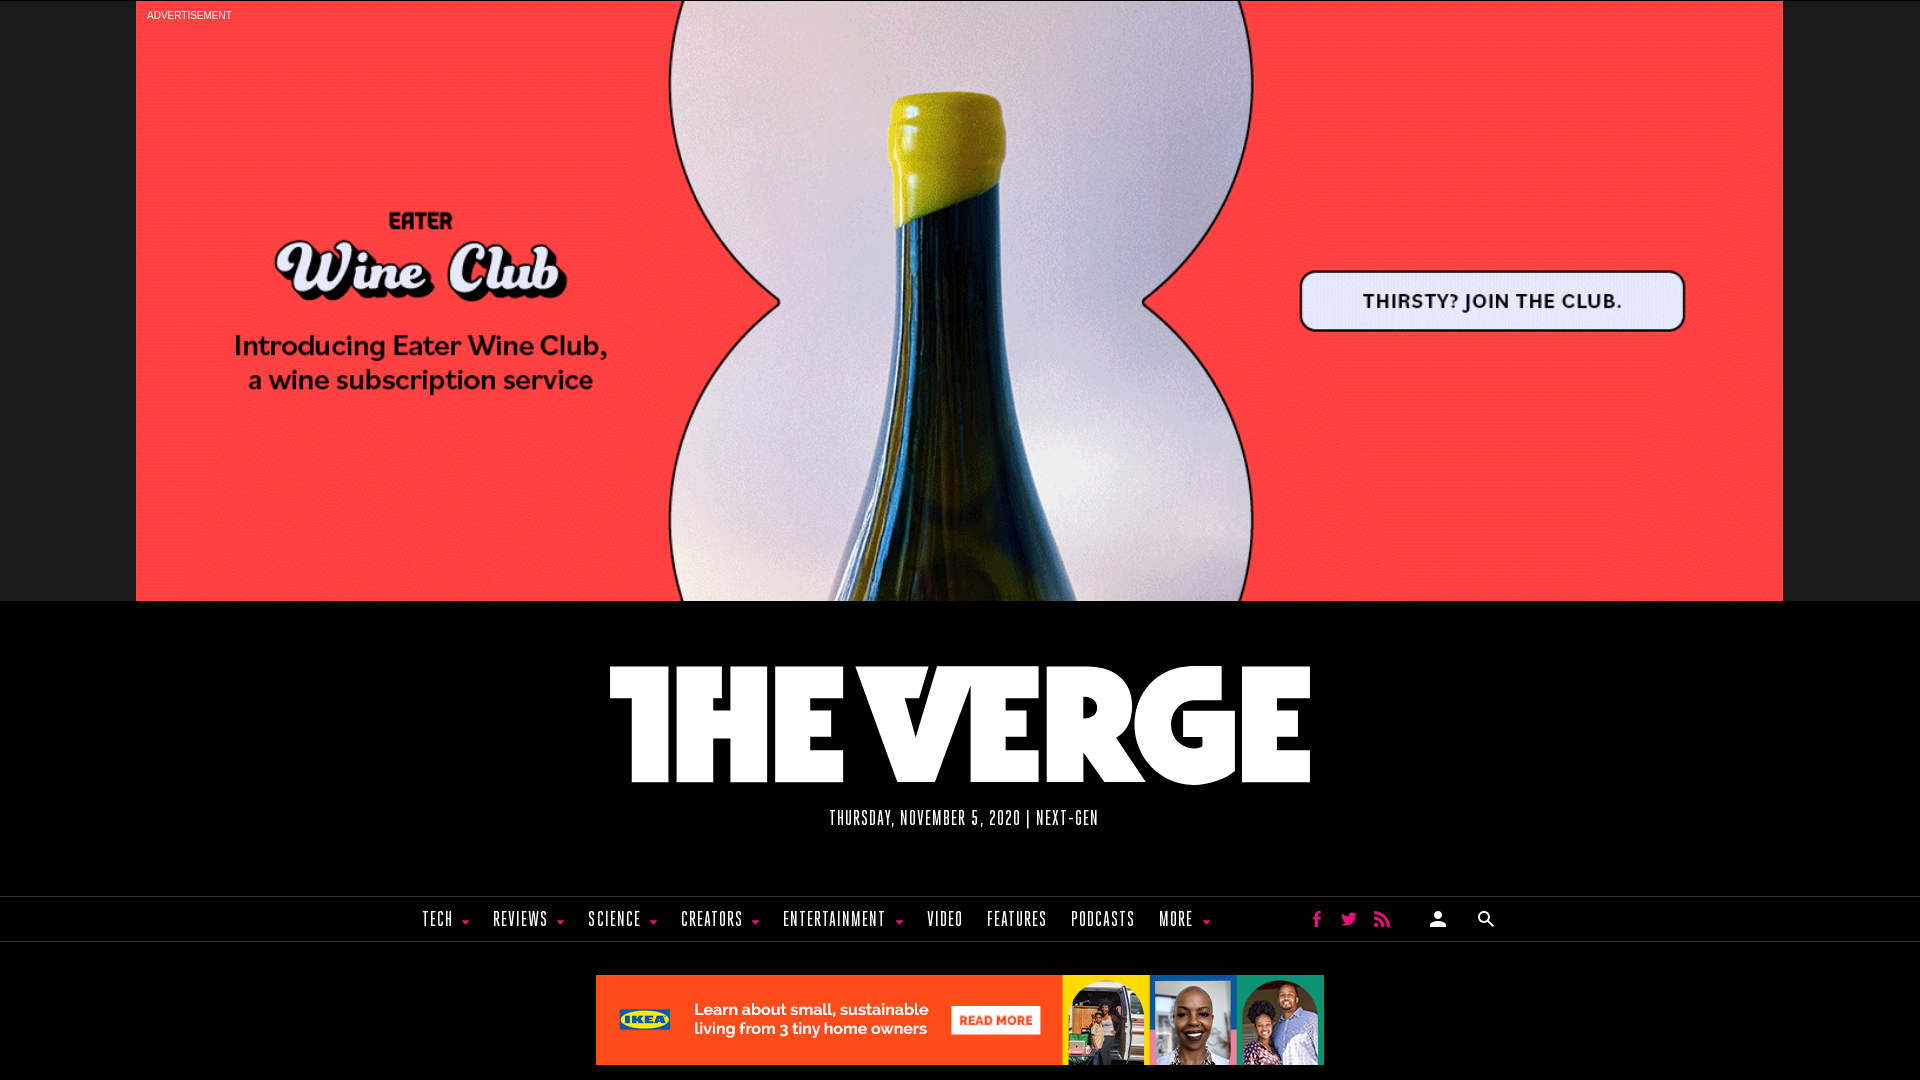 ADVERTISEMENT
EATER
Wine Club
Introducing Eater Wine Club,
a wine subscription service
THIRSTY? JOIN THE CLUB.
THE VERGE
THURSDAY, NOVEMBER 5, 2020 | NEXT-GEN
TECH REVIEWS SCIENCE CREATORS ENTERTAINMENT VIDEO FEATURES PODCASTS MORE
IKEA
Learn about small, sustainable
living from 3 tiny home owners
READ MORE